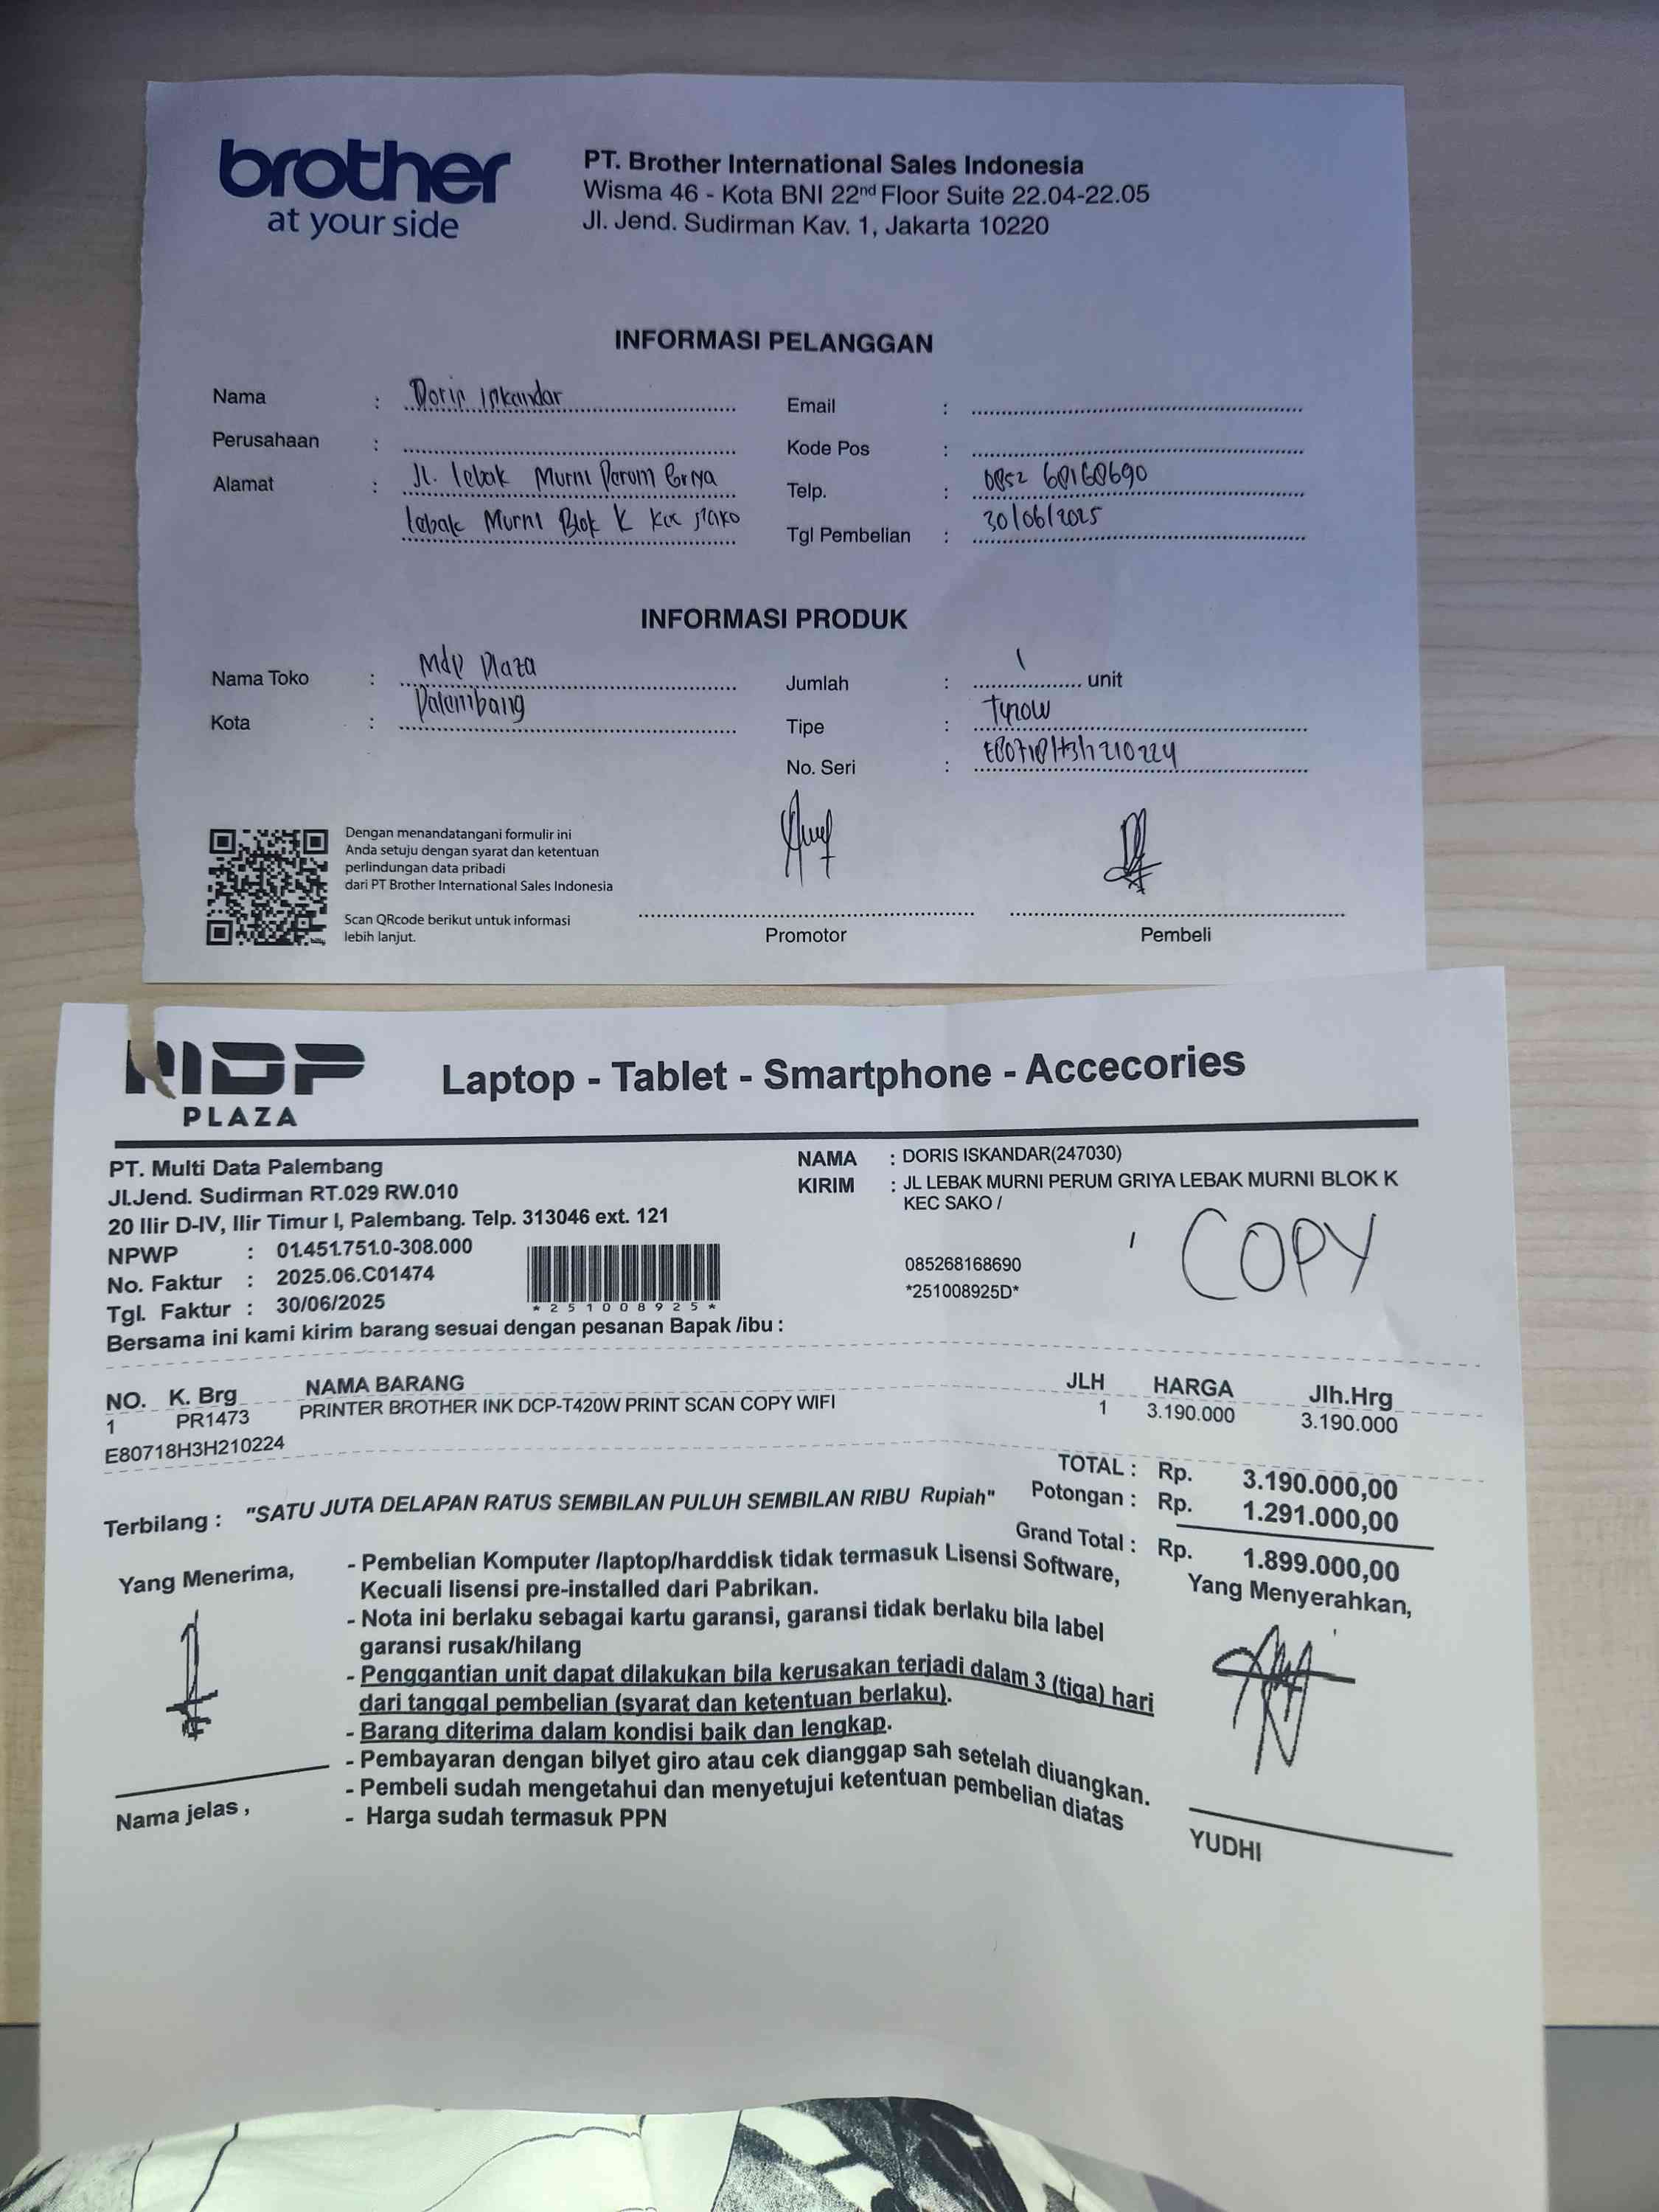 brother
at your side
PT. Brother International Sales Indonesia
Wisma 46 - Kota BNI 22nd Floor Suite 22.04-22.05
Jl. Jend. Sudirman Kav. 1, Jakarta 10220
INFORMASI PELANGGAN
Nama : Doris Iskandar
Perusahaan :
Alamat : Jl. lebak Murni Perum Griya
lebak Murni Blok K Kec Sako
Email :
Kode Pos :
Telp. : 0852 68168690
Tgl Pembelian : 30/06/2025
INFORMASI PRODUK
Nama Toko : Mdp Plaza
Kota : Palembang
Jumlah : 1 unit
Tipe : T420W
No. Seri : E80718H3H210224
Dengan menandatangani formulir ini
Anda setuju dengan syarat dan ketentuan
perlindungan data pribadi
dari PT Brother International Sales Indonesia
Scan QRcode berikut untuk informasi
lebih lanjut.
Promotor
Pembeli
MDP
PLAZA
Laptop - Tablet - Smartphone - Accecories
PT. Multi Data Palembang
Jl.Jend. Sudirman RT.029 RW.010
20 Ilir D-IV, Ilir Timur I, Palembang. Telp. 313046 ext. 121
NPWP : 01.451.751.0-308.000
No. Faktur : 2025.06.C01474
Tgl. Faktur : 30/06/2025
*251008925*
NAMA : DORIS ISKANDAR(247030)
KIRIM : JL LEBAK MURNI PERUM GRIYA LEBAK MURNI BLOK K
KEC SAKO /
085268168690
*251008925D*
COPY
Bersama ini kami kirim barang sesuai dengan pesanan Bapak /ibu :
NO. K. Brg NAMA BARANG JLH HARGA Jlh.Hrg
1 PR1473 PRINTER BROTHER INK DCP-T420W PRINT SCAN COPY WIFI 1 3.190.000 3.190.000
E80718H3H210224
TOTAL : Rp. 3.190.000,00
Potongan : Rp. 1.291.000,00
Grand Total : Rp. 1.899.000,00
Terbilang : "SATU JUTA DELAPAN RATUS SEMBILAN PULUH SEMBILAN RIBU Rupiah"
Yang Menerima,
- Pembelian Komputer /laptop/harddisk tidak termasuk Lisensi Software,
Kecuali lisensi pre-installed dari Pabrikan.
- Nota ini berlaku sebagai kartu garansi, garansi tidak berlaku bila label
garansi rusak/hilang
- Penggantian unit dapat dilakukan bila kerusakan terjadi dalam 3 (tiga) hari
dari tanggal pembelian (syarat dan ketentuan berlaku).
- Barang diterima dalam kondisi baik dan lengkap.
- Pembayaran dengan bilyet giro atau cek dianggap sah setelah diuangkan.
- Pembeli sudah mengetahui dan menyetujui ketentuan pembelian diatas
- Harga sudah termasuk PPN
Nama jelas ,
Yang Menyerahkan,
YUDHI